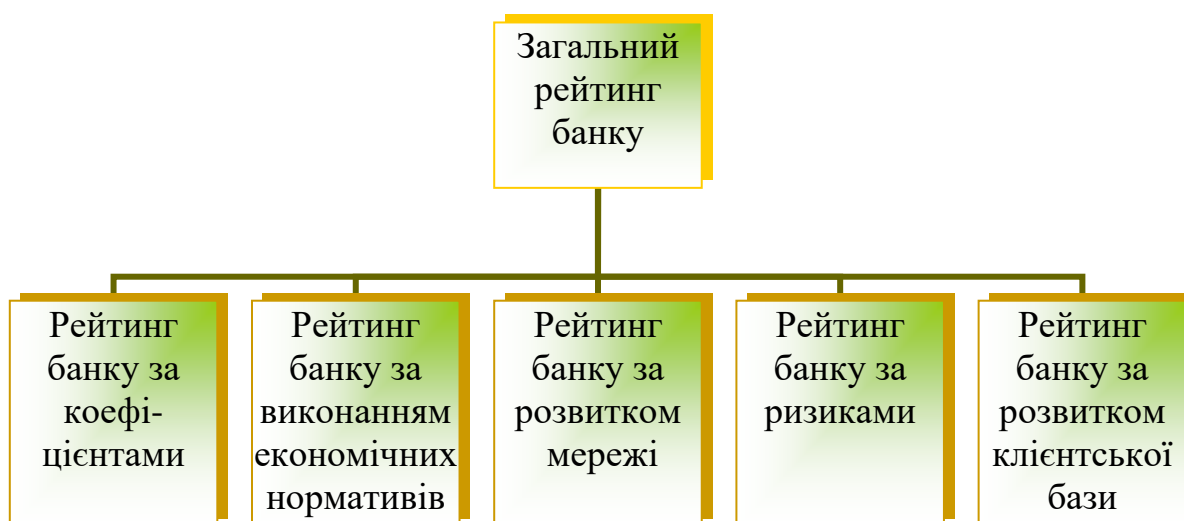 Загальний
рейтинг
банку
Рейтинг
банку за
коефі-
цієнтами
Рейтинг
банку за
виконанням
економічних
нормативів
Рейтинг
банку за
розвитком
мережі
Рейтинг
банку за
ризиками
Рейтинг
банку за
розвитком
клієнтської
бази